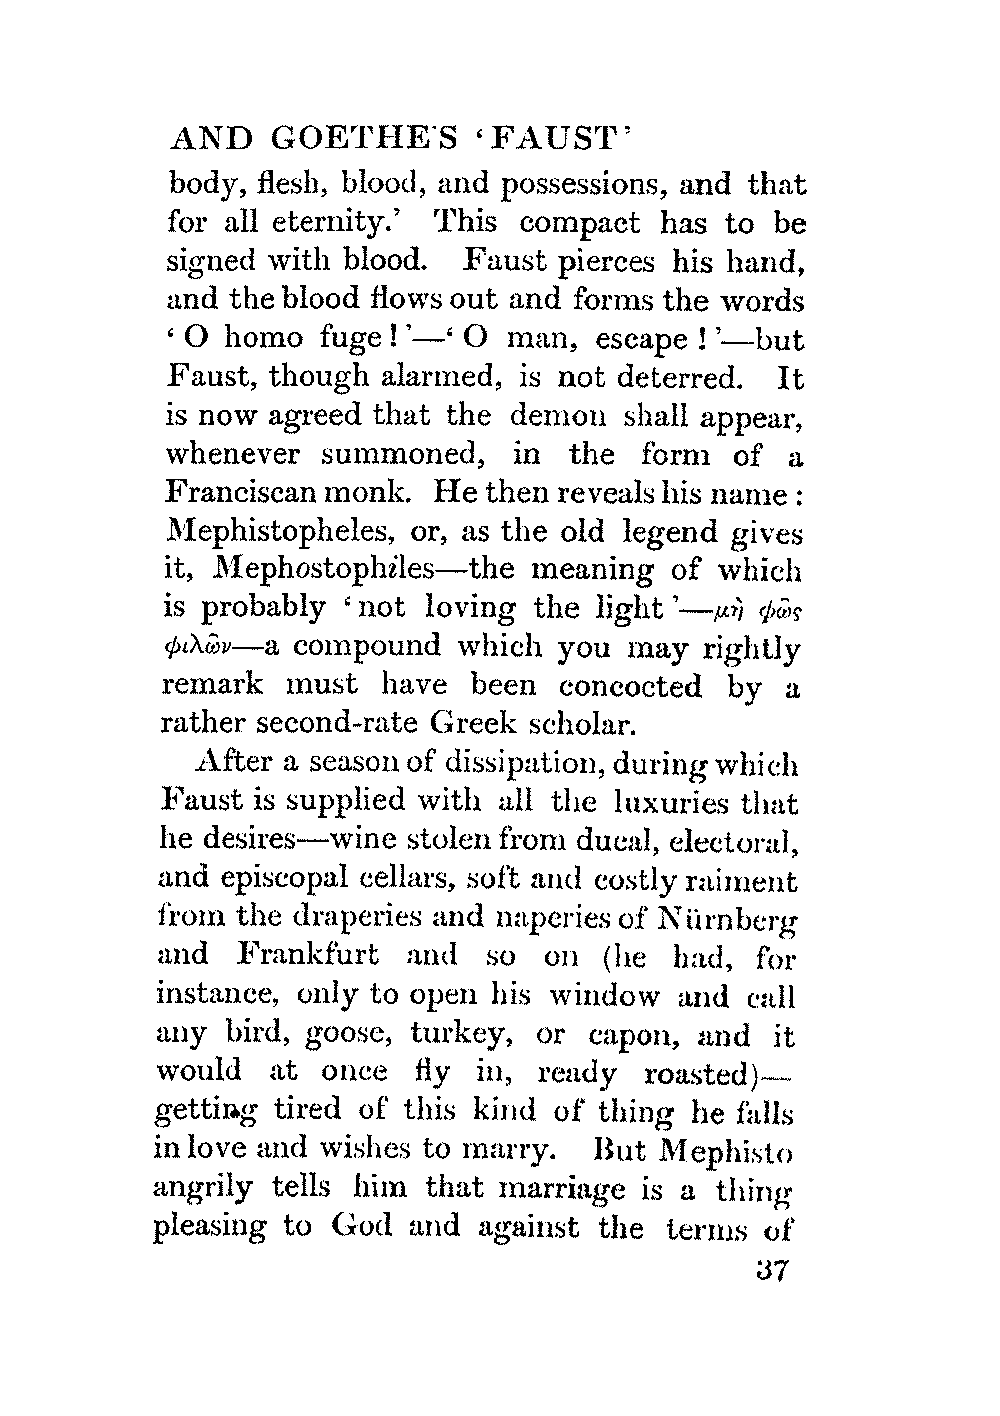 AND GOETHE'S ‘FAUST’
body, flesh, blood, and possessions, and that
for all eternity.’ This compact has to be
signed with blood. Faust pierces his hand,
and the blood flows out and forms the words
‘O homo fuge!’—‘O man, escape!’—but
Faust, though alarmed, is not deterred. It
is now agreed that the demon shall appear,
whenever summoned, in the form of a
Franciscan monk. He then reveals his name:
Mephistopheles, or, as the old legend gives
it, Mephostophiles—the meaning of which
is probably ‘not loving the light’—μὴ φῶς
φιλῶν—a compound which you may rightly
remark must have been concocted by a
rather second-rate Greek scholar.
After a season of dissipation, during which
Faust is supplied with all the luxuries that
he desires—wine stolen from ducal, electoral,
and episcopal cellars, soft and costly raiment
from the draperies and naperies of Nürnberg
and Frankfurt and so on (he had, for
instance, only to open his window and call
any bird, goose, turkey, or capon, and it
would at once fly in, ready roasted)—
getting tired of this kind of thing he falls
in love and wishes to marry. But Mephisto
angrily tells him that marriage is a thing
pleasing to God and against the terms of
37